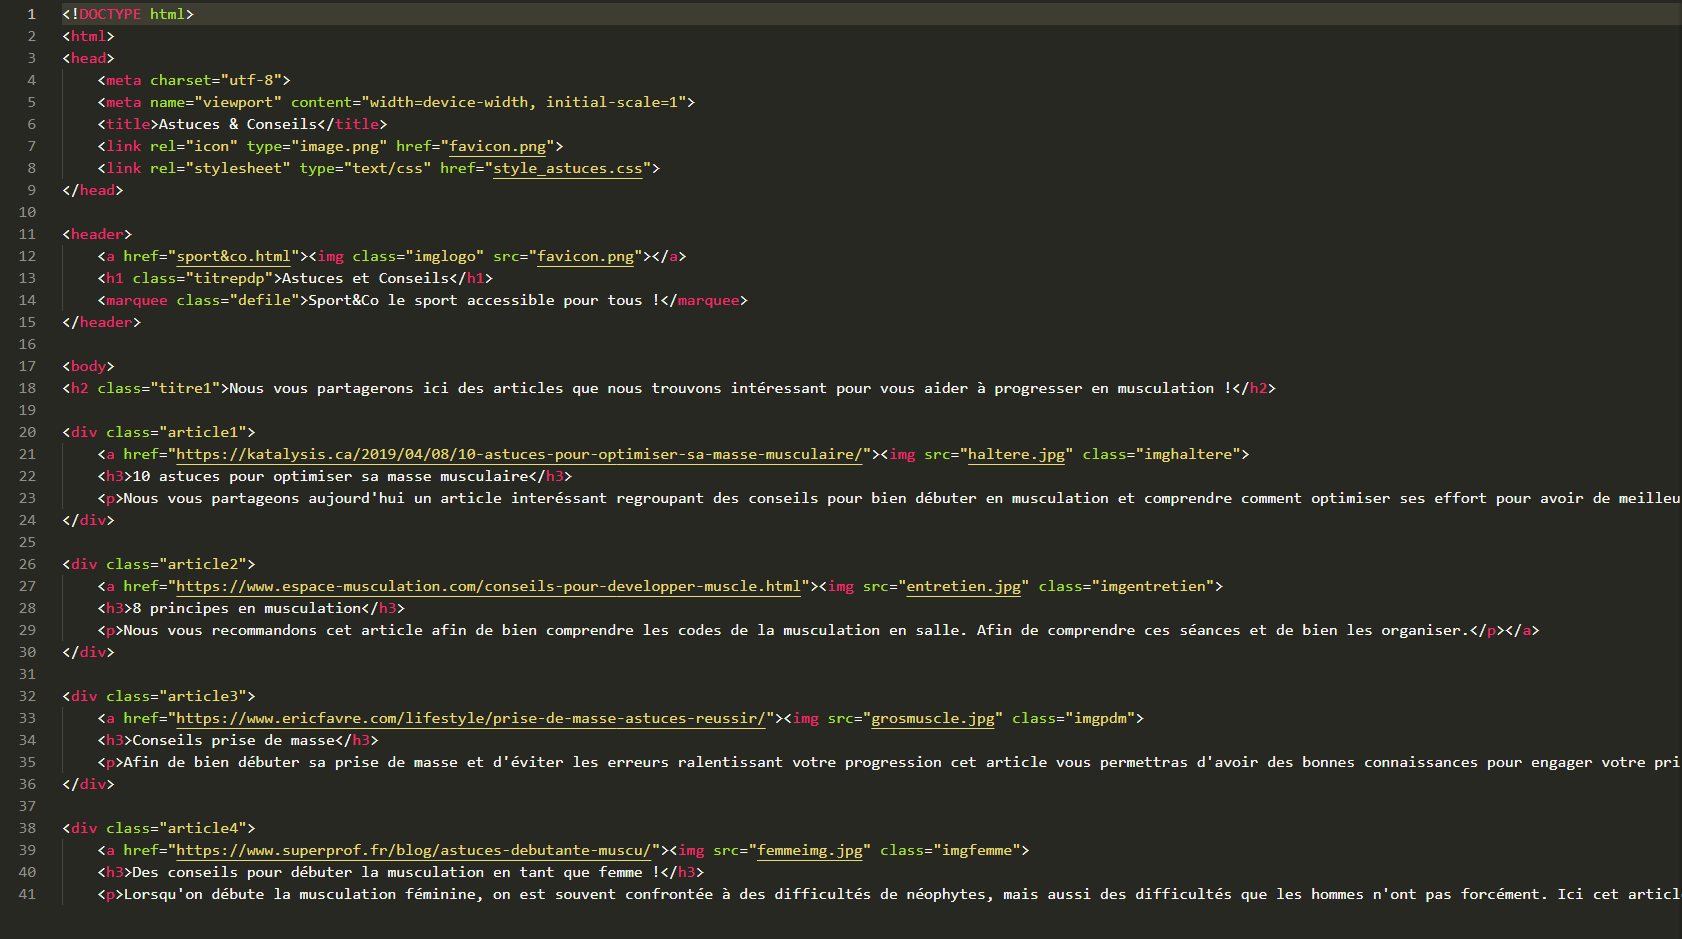 1 <!DOCTYPE html>
2 <html>
3 <head>
4     <meta charset="utf-8">
5     <meta name="viewport" content="width=device-width, initial-scale=1">
6     <title>Astuces & Conseils</title>
7     <link rel="icon" type="image.png" href="favicon.png">
8     <link rel="stylesheet" type="text/css" href="style_astuces.css">
9 </head>
10
11 <header>
12     <a href="sport&co.html"><img class="imglogo" src="favicon.png"></a>
13     <h1 class="titrepdp">Astuces et Conseils</h1>
14     <marquee class="defile">Sport&Co le sport accessible pour tous !</marquee>
15 </header>
16
17 <body>
18 <h2 class="titre1">Nous vous partagerons ici des articles que nous trouvons intéressant pour vous aider à progresser en musculation !</h2>
19
20 <div class="article1">
21     <a href="https://katalysis.ca/2019/04/08/10-astuces-pour-optimiser-sa-masse-musculaire/"><img src="haltere.jpg" class="imghaltere">
22     <h3>10 astuces pour optimiser sa masse musculaire</h3>
23     <p>Nous vous partageons aujourd'hui un article interéssant regroupant des conseils pour bien débuter en musculation et comprendre comment optimiser ses effort pour avoir de meilleu
24 </div>
25
26 <div class="article2">
27     <a href="https://www.espace-musculation.com/conseils-pour-developper-muscle.html"><img src="entretien.jpg" class="imgentretien">
28     <h3>8 principes en musculation</h3>
29     <p>Nous vous recommandons cet article afin de bien comprendre les codes de la musculation en salle. Afin de comprendre ces séances et de bien les organiser.</p></a>
30 </div>
31
32 <div class="article3">
33     <a href="https://www.ericfavre.com/lifestyle/prise-de-masse-astuces-reussir/"><img src="grosmuscle.jpg" class="imgpdm">
34     <h3>Conseils prise de masse</h3>
35     <p>Afin de bien débuter sa prise de masse et d'éviter les erreurs ralentissant votre progression cet article vous permettras d'avoir des bonnes connaissances pour engager votre pri
36 </div>
37
38 <div class="article4">
39     <a href="https://www.superprof.fr/blog/astuces-debutante-muscu/"><img src="femmeimg.jpg" class="imgfemme">
40     <h3>Des conseils pour débuter la musculation en tant que femme !</h3>
41     <p>Lorsqu'on débute la musculation féminine, on est souvent confrontée à des difficultés de néophytes, mais aussi des difficultés que les hommes n'ont pas forcément. Ici cet articl